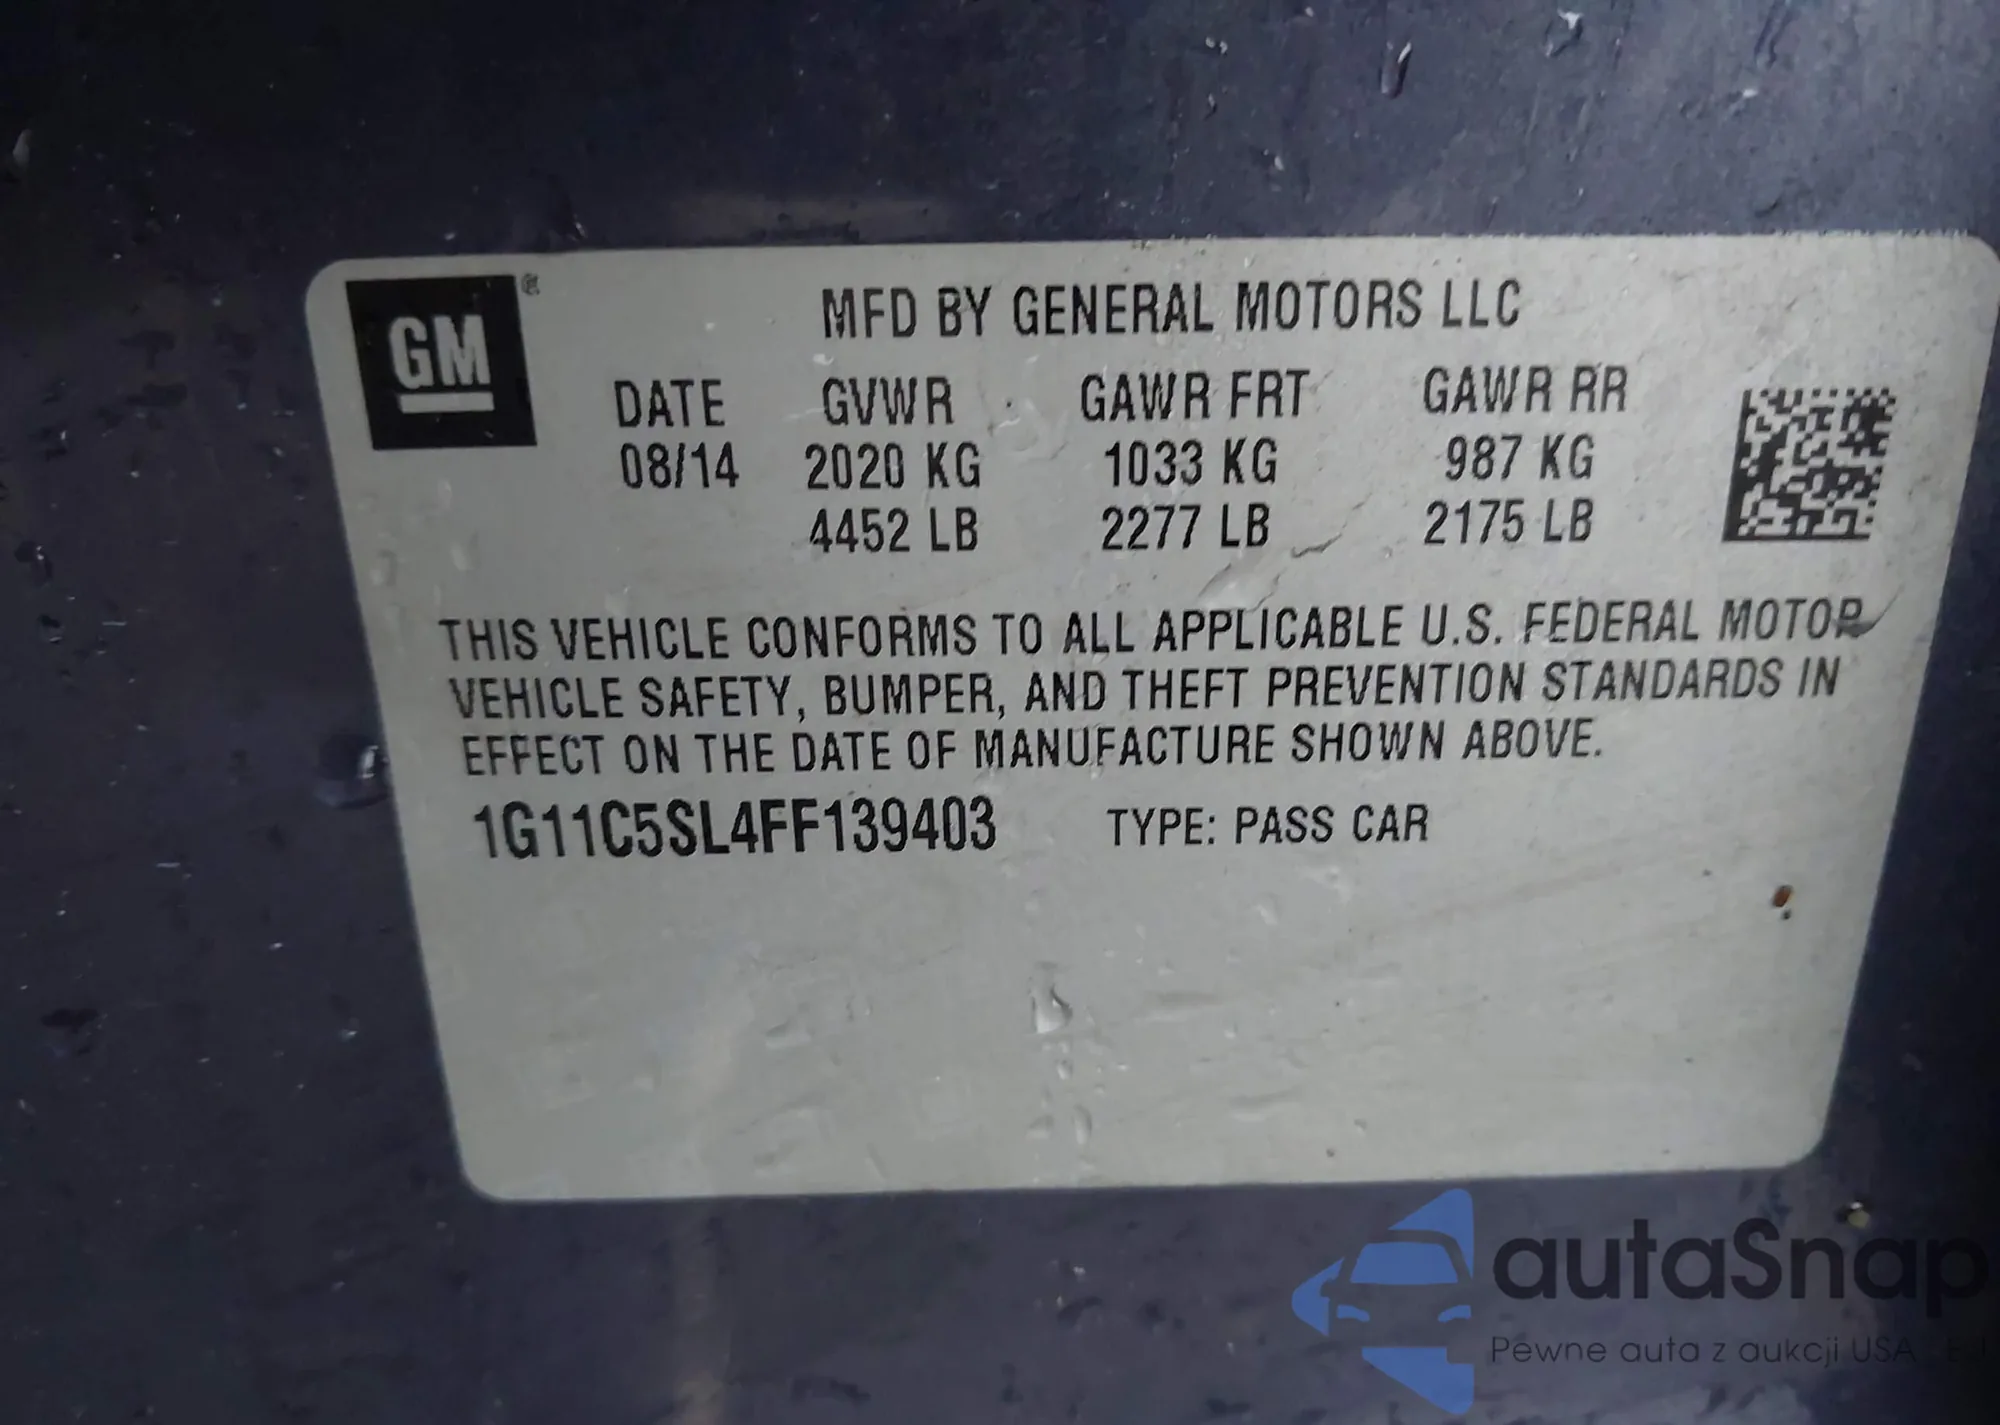 GM®
MFD BY GENERAL MOTORS LLC
DATE GVWR GAWR FRT GAWR RR
08/14 2020 KG 1033 KG 987 KG
4452 LB 2277 LB 2175 LB
THIS VEHICLE CONFORMS TO ALL APPLICABLE U.S. FEDERAL MOTOR
VEHICLE SAFETY, BUMPER, AND THEFT PREVENTION STANDARDS IN
EFFECT ON THE DATE OF MANUFACTURE SHOWN ABOVE.
1G11C5SL4FF139403 TYPE: PASS CAR
autaSnap
Pewne auta z aukcji USA